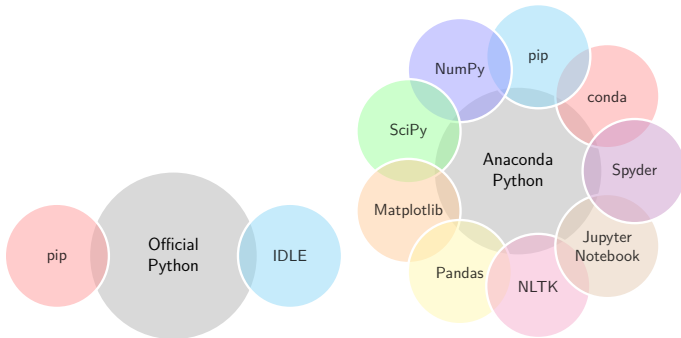 pip
Official
Python
IDLE
pip
conda
Spyder
Jupyter
Notebook
NLTK
Pandas
Matplotlib
SciPy
NumPy
Anaconda
Python